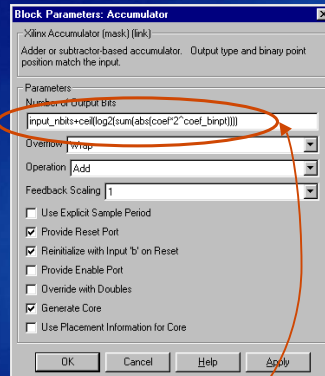 Block Parameters: Accumulator
Xilinx Accumulator (mask) (link)
Adder or subtractor-based accumulator. Output type and binary point
position match the input.
Parameters
Number of Output Bits
input_nbits+ceil(log2(sum(abs(coef*2^coef_binpt))))
Overflow Wrap
Operation Add
Feedback Scaling 1
Use Explicit Sample Period
Provide Reset Port
Reinitialize with Input 'b' on Reset
Provide Enable Port
Override with Doubles
Generate Core
Use Placement Information for Core
OK Cancel Help Apply